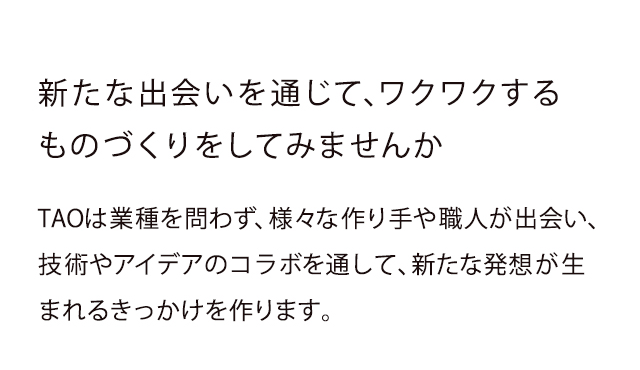 新たな出会いを通じて、ワクワクする
ものづくりをしてみませんか
TAOは業種を問わず、様々な作り手や職人が出会い、
技術やアイデアのコラボを通して、新たな発想が生
まれるきっかけを作ります。